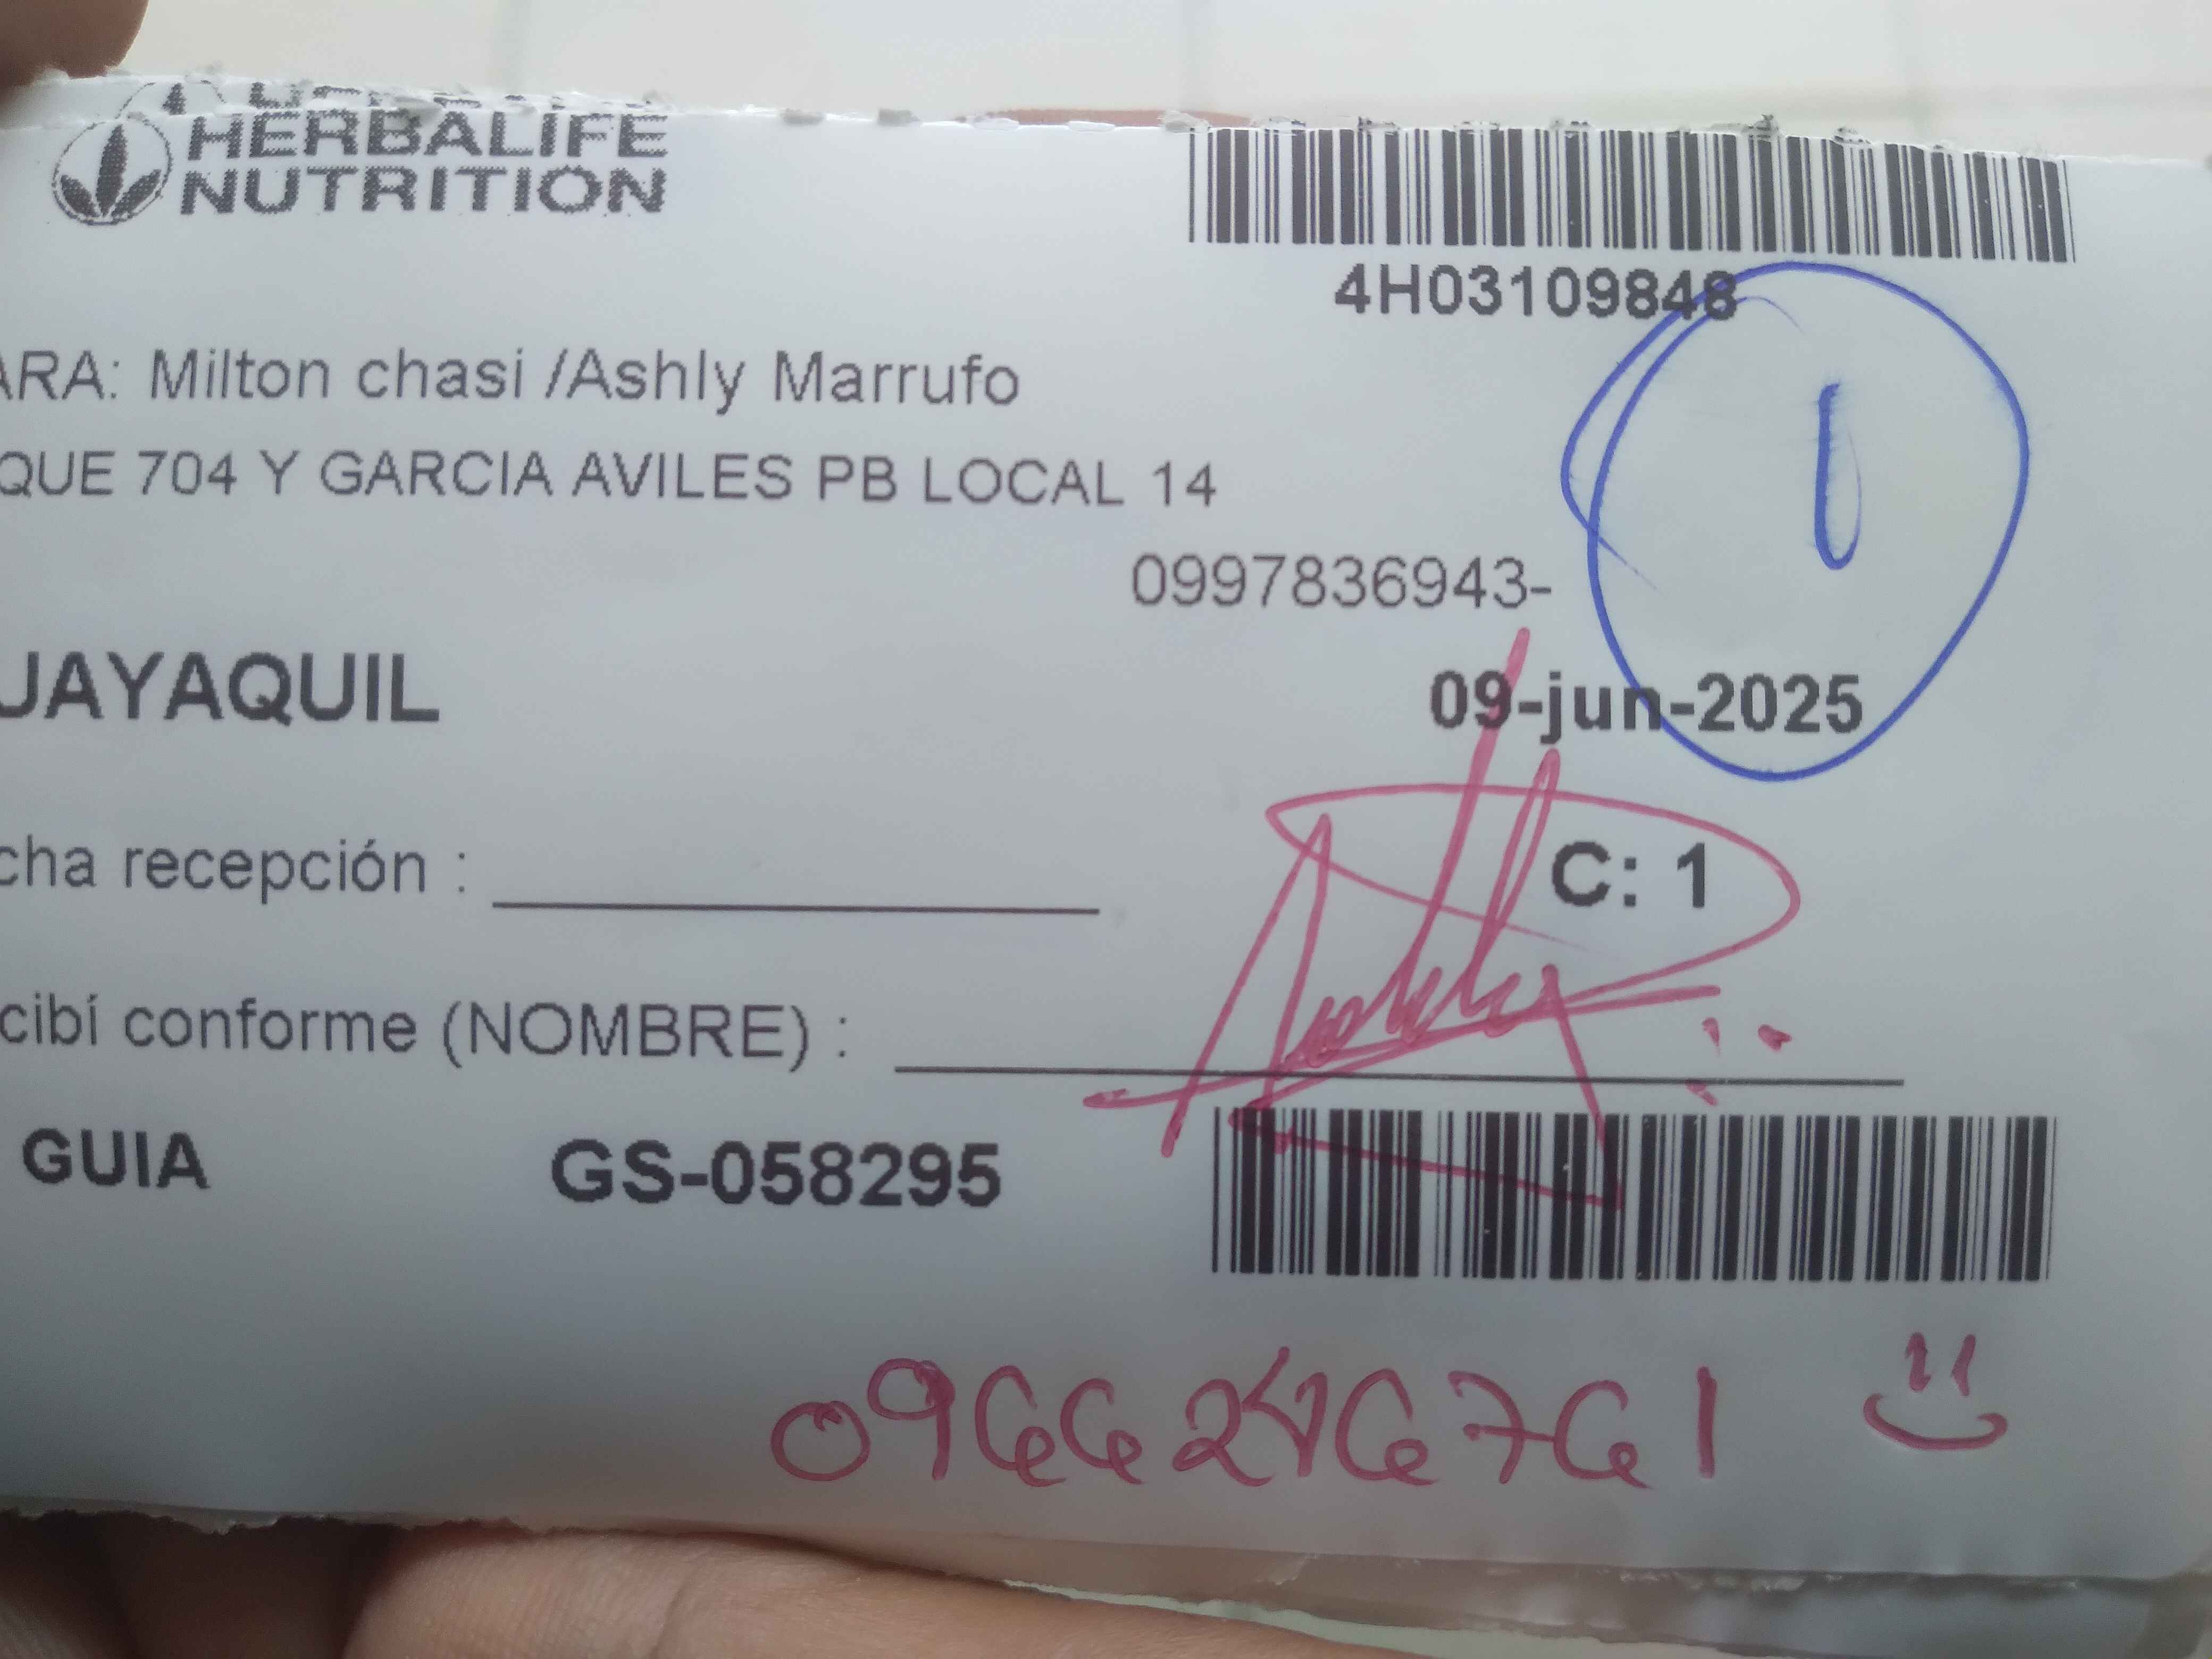 HERBALIFE
NUTRITION
4H03109848
ARA: Milton chasi /Ashly Marrufo
QUE 704 Y GARCIA AVILES PB LOCAL 14
0997836943-
1
UAYAQUIL
09-jun-2025
cha recepción :
C: 1
cibí conforme (NOMBRE) :
GUIA GS-058295
0966246761